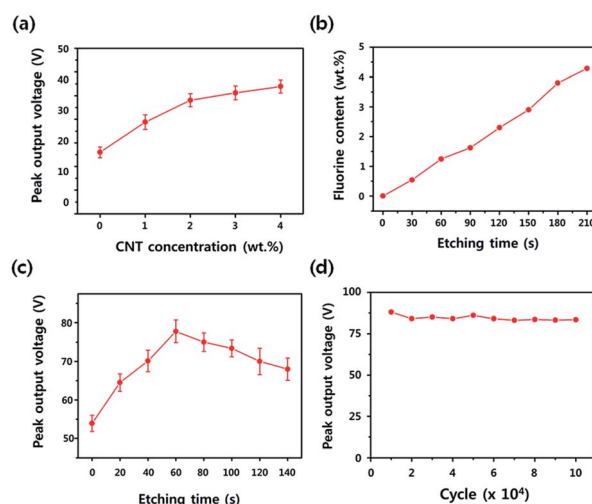 (a)
Peak output voltage (V)
50
40
30
20
10
0
0 1 2 3 4
CNT concentration (wt.%)
(b)
Fluorine content (wt.%)
5
4
3
2
1
0
0 30 60 90 120 150 180 210
Etching time (s)
(c)
Peak output voltage (V)
80
70
60
50
0 20 40 60 80 100 120 140
Etching time (s)
(d)
Peak output voltage (V)
100
75
50
25
0
0 2 4 6 8 10
Cycle (x 10⁴)